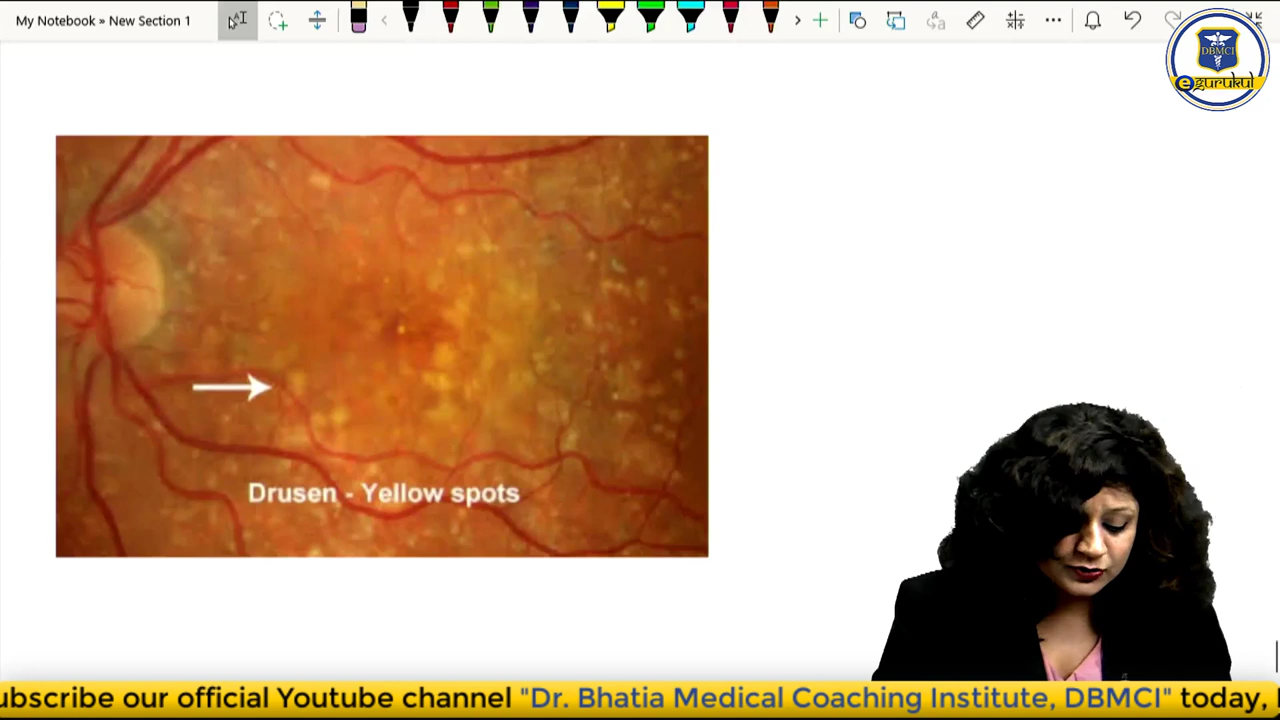 My Notebook » New Section 1
DBMCI
egurukul
Drusen - Yellow spots
ubscribe our official Youtube channel "Dr. Bhatia Medical Coaching Institute, DBMCI" today,